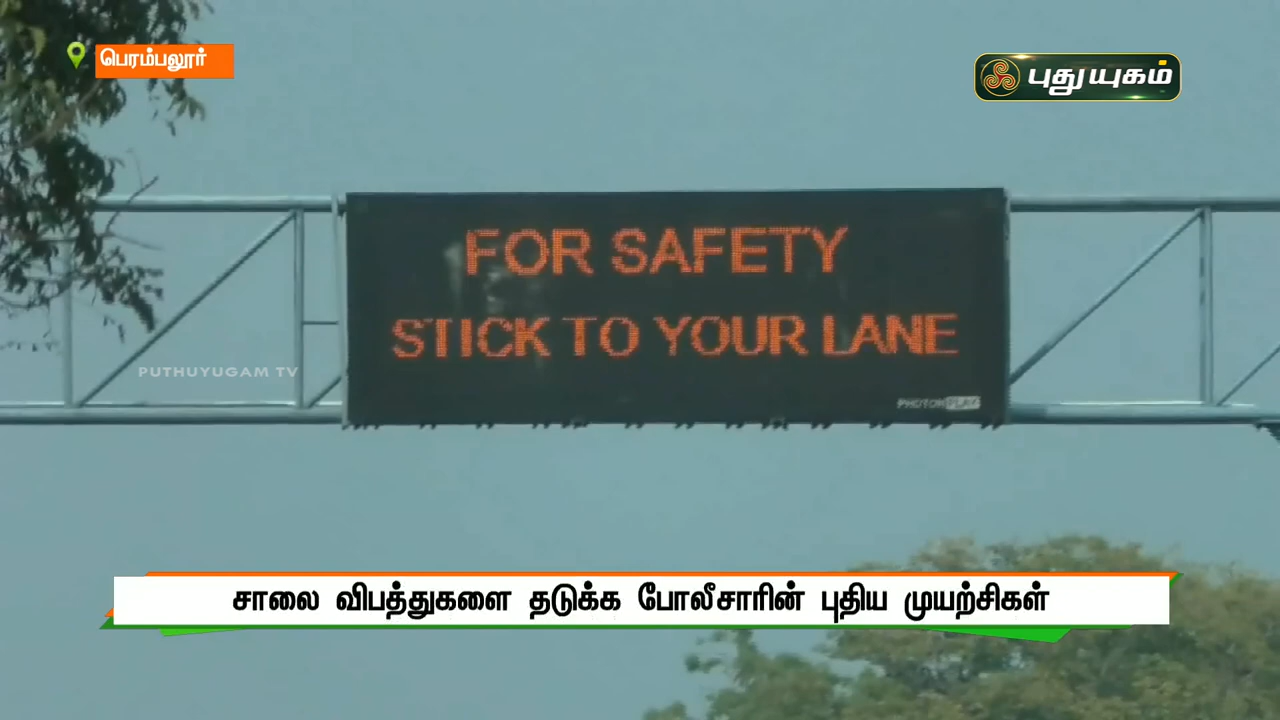 பெரம்பலூர்
புதுயுகம்
FOR SAFETY
STICK TO YOUR LANE
PUTHUYUGAM TV
PHOTONPLAY
சாலை விபத்துகளை தடுக்க போலீசாரின் புதிய முயற்சிகள்